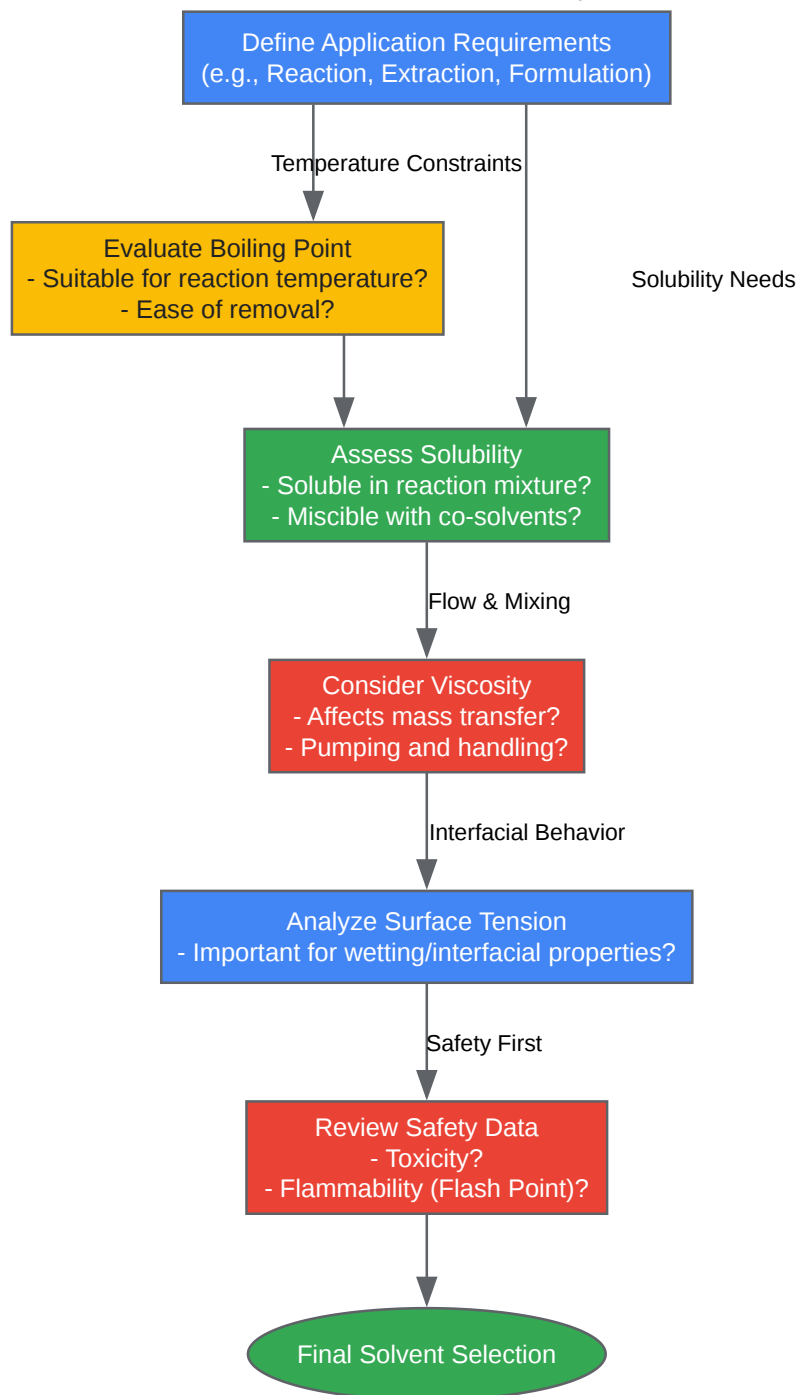 Define Application Requirements
(e.g., Reaction, Extraction, Formulation)
Temperature Constraints
Evaluate Boiling Point
- Suitable for reaction temperature?
- Ease of removal?
Solubility Needs
Assess Solubility
- Soluble in reaction mixture?
- Miscible with co-solvents?
Flow & Mixing
Consider Viscosity
- Affects mass transfer?
- Pumping and handling?
Interfacial Behavior
Analyze Surface Tension
- Important for wetting/interfacial properties?
Safety First
Review Safety Data
- Toxicity?
- Flammability (Flash Point)?
Final Solvent Selection